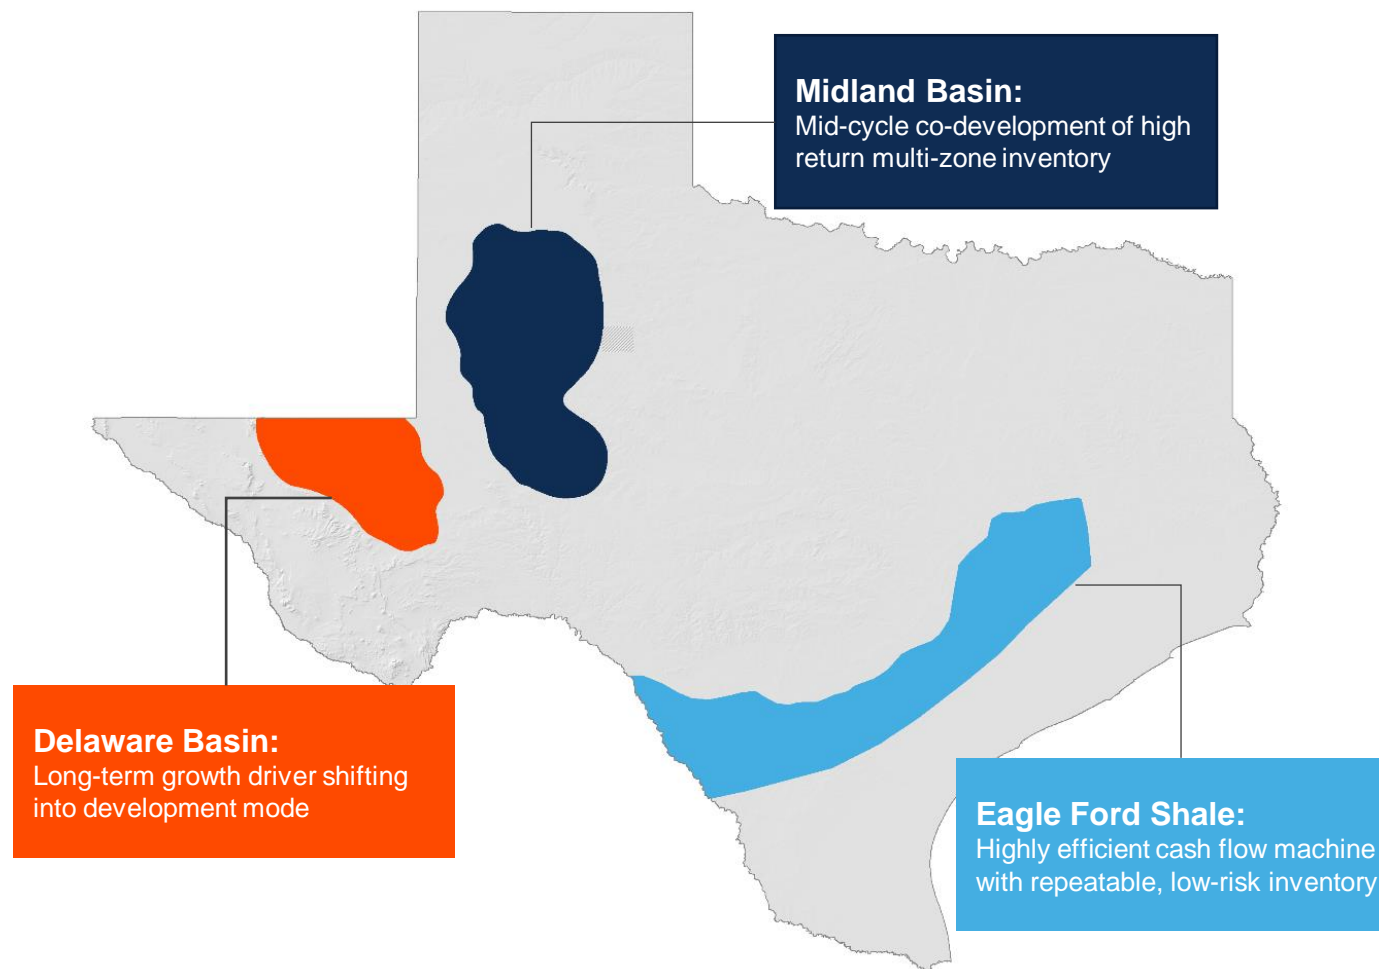 Midland Basin:
Mid-cycle co-development of high
return multi-zone inventory
Delaware Basin:
Long-term growth driver shifting
into development mode
Eagle Ford Shale:
Highly efficient cash flow machine
with repeatable, low-risk inventory